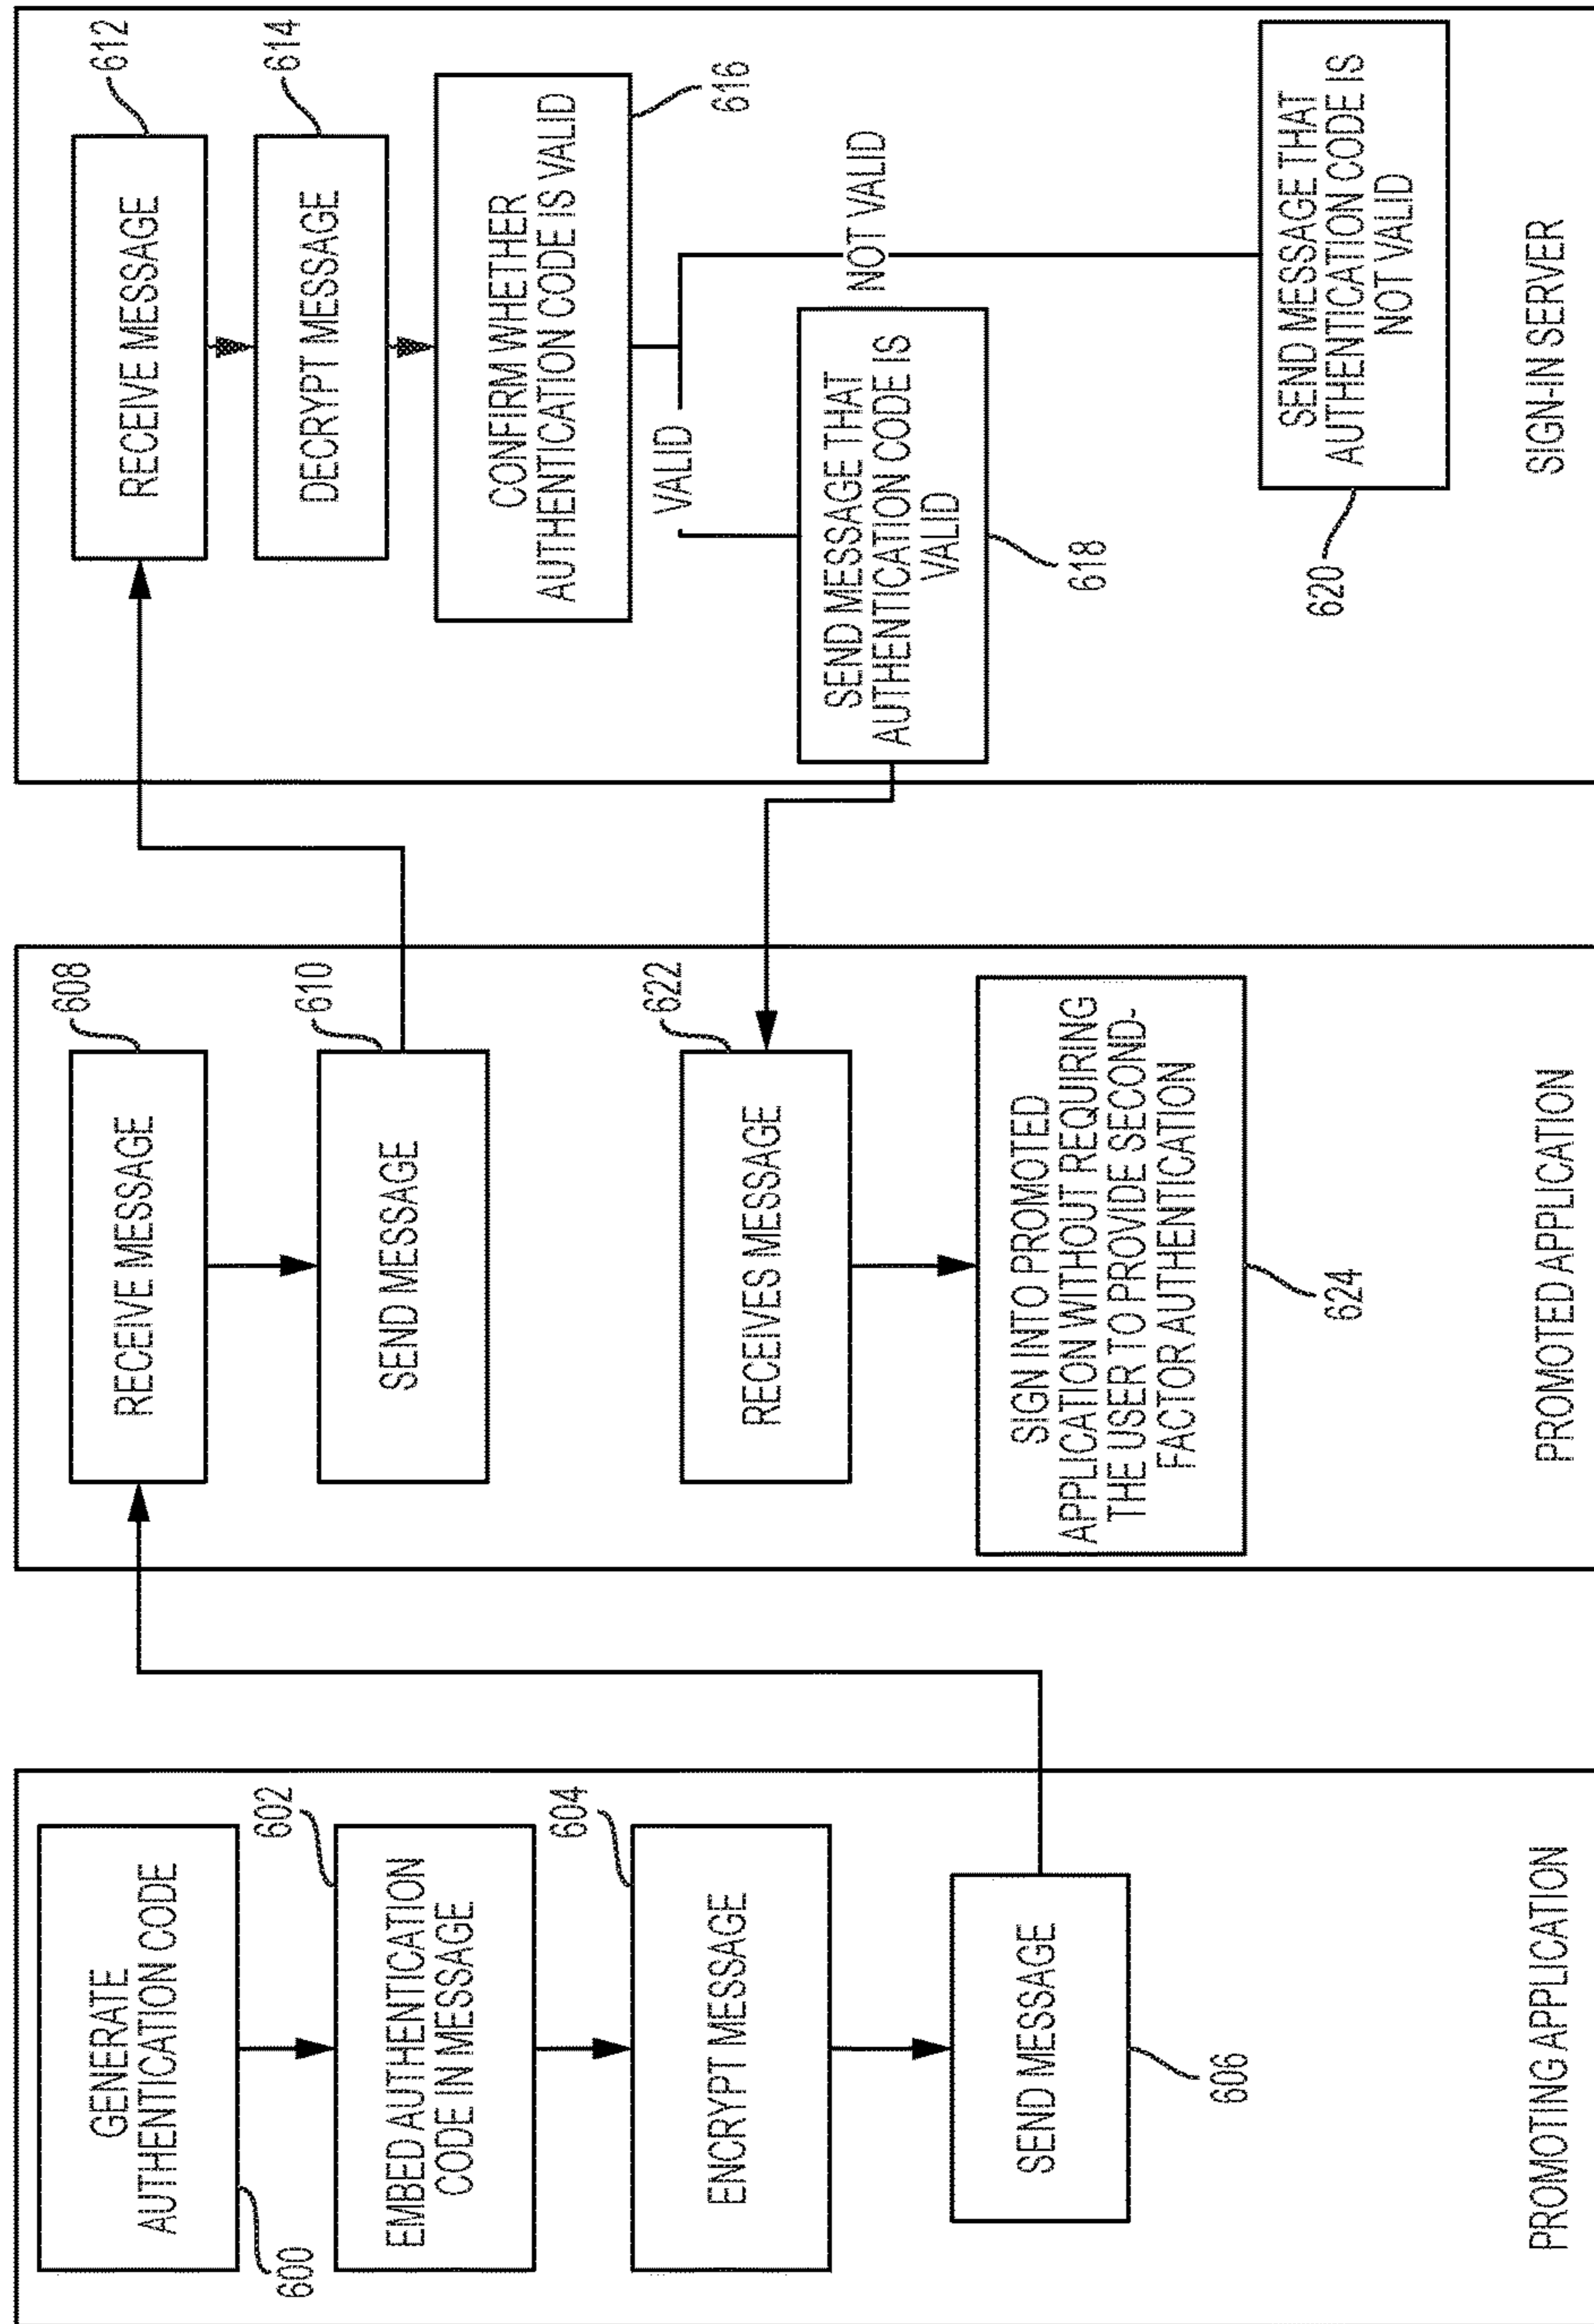 GENERATE
AUTHENTICATION CODE
600
602
EMBED AUTHENTICATION
CODE IN MESSAGE
604
ENCRYPT MESSAGE
SEND MESSAGE
606
PROMOTING APPLICATION
608
RECEIVE MESSAGE
610
SEND MESSAGE
622
RECEIVES MESSAGE
SIGN INTO PROMOTED
APPLICATION WITHOUT REQUIRING
THE USER TO PROVIDE SECOND-
FACTOR AUTHENTICATION
624
PROMOTED APPLICATION
612
RECEIVE MESSAGE
614
DECRYPT MESSAGE
CONFIRM WHETHER
AUTHENTICATION CODE IS VALID
616
VALID
NOT VALID
SEND MESSAGE THAT
AUTHENTICATION CODE IS
VALID
618
SEND MESSAGE THAT
AUTHENTICATION CODE IS
NOT VALID
620
SIGN-IN SERVER